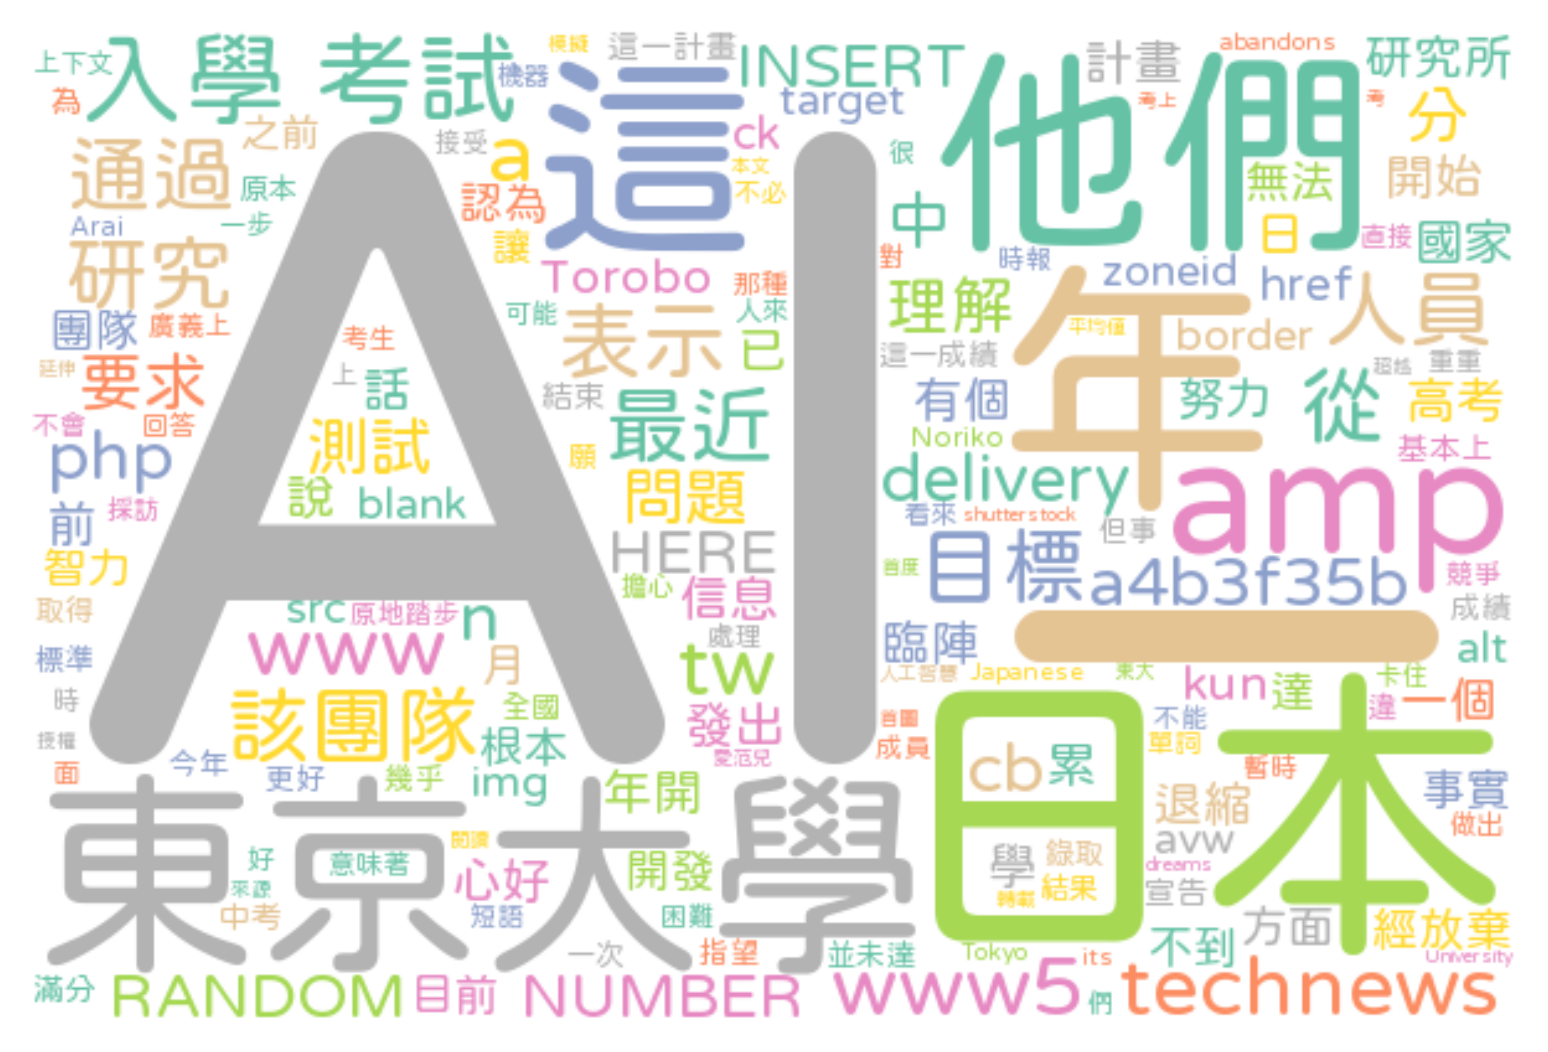 上下文
入學 考試
模擬
這一計畫
INSERT
abandons
研究所
機器
這
計畫
target
他們
為
考上
考
分
之前
接受
a
ck
很
通過
本文
無法
開始
原本
認為
不必
中
日
Arai
一步
讓
直接
國家
研究
對
時報
Torobo
那種
zoneid
href
人員
理解
年
團隊
廣義上
可能
人來
表示
已
平均值
border
考生
這一成績
超越
重重
延伸
要求
上
話
結束
最近
有個
努力
從
高考
不會
回答
測試
Noriko
基本上
php
願
delivery
amp
AI
說
blank
問題
前
採訪
看來
shutterstock
但事
HERE
目標
智力
首度
a4b3f35b
競爭
擔心
信息
取得
src
原地踏步
n
一
成績
處理
www
臨陣
alt
標準
月
tw
人工智慧
Japanese
東大
kun
達
卡住
時
該團隊
全國
發出
首圖
日本
不能
違
一個
授權
根本
成員
單詞
愛范兒
面
今年
更好
幾乎
img
年開
cb
累
暫時
事實
東京大學
退縮
做出
閱讀
avw
好
意味著
心好
開發
學
錄取
dreams
來源
結果
宣告
中考
短語
困難
轉載
方面
經放棄
一次
指望
並未達
Tokyo
its
不到
University
滿分
RANDOM
目前
NUMBER
www5
們
technews